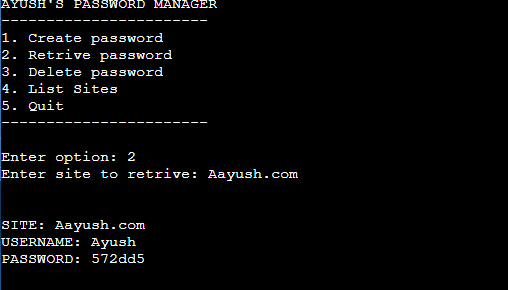 AYUSH'S PASSWORD MANAGER
-----------------------
1. Create password
2. Retrive password
3. Delete password
4. List Sites
5. Quit
-----------------------
Enter option: 2
Enter site to retrive: Aayush.com
SITE: Aayush.com
USERNAME: Ayush
PASSWORD: 572dd5